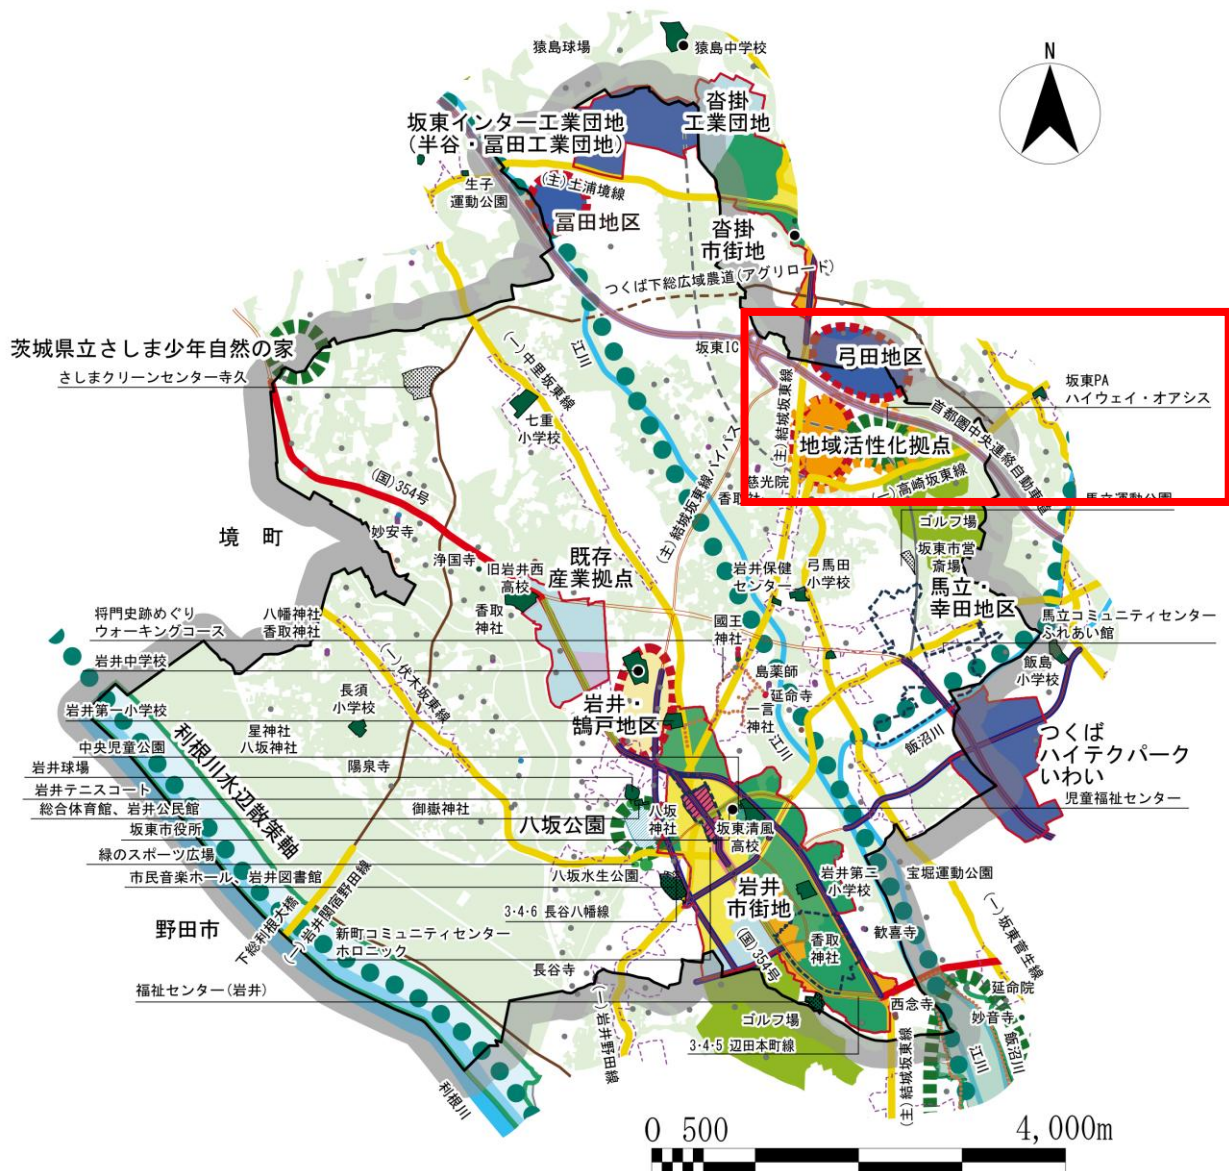 猿島球場
猿島中学校
N
沓掛
工業団地
坂東インター工業団地
(半谷・冨田工業団地)
生子
運動公園
(主)土浦境線
冨田地区
沓掛
市街地
つくば下総広域農道(アグリロード)
茨城県立さしま少年自然の家
さしまクリーンセンター寺久
(一)中里坂東線
江川
坂東IC
弓田地区
坂東PA
ハイウェイ・オアシス
(主)結城坂東線
首都圏中央連絡自動車道
地域活性化拠点
七重
小学校
(国)354号
(主)結城坂東線バイパス
慈光院
香取社
(一)高崎坂東線
馬立運動公園
ゴルフ場
境町
妙安寺
浄国寺
旧岩井西
高校
既存
産業拠点
岩井保健
センター
弓馬田
小学校
坂東市営
斎場
馬立・
幸田地区
将門史跡めぐり
ウォーキングコース
八幡神社
香取神社
香取
神社
國王
神社
馬立コミュニティセンター
ふれあい館
岩井中学校
(一)伏木坂東線
島薬師
延命寺
飯島
小学校
岩井第一小学校
長須
小学校
岩井・
鵠戸地区
一言
神社
星神社
八坂神社
江川
飯沼川
つくば
ハイテクパーク
いわい
中央児童公園
利根川水辺散策軸
陽泉寺
岩井球場
岩井テニスコート
児童福祉センター
総合体育館、岩井公民館
御嶽神社
八坂公園
八坂
神社
坂東清風
高校
坂東市役所
緑のスポーツ広場
市民音楽ホール、岩井図書館
八坂水生公園
岩井
市街地
岩井第二
小学校
宝堀運動公園
野田市
下総利根大橋
(一)岩井関宿野田線
3・4・6 長谷八幡線
新町コミュニティセンター
ホロニック
(国)354号
香取
神社
歓喜寺
(一)坂東菅生線
長谷寺
福祉センター(岩井)
西念寺
延命院
妙音寺
(一)岩井野田線
ゴルフ場
3・4・5 辺田本町線
(主)結城坂東線
江川
飯沼川
利根川
0 500 4,000m